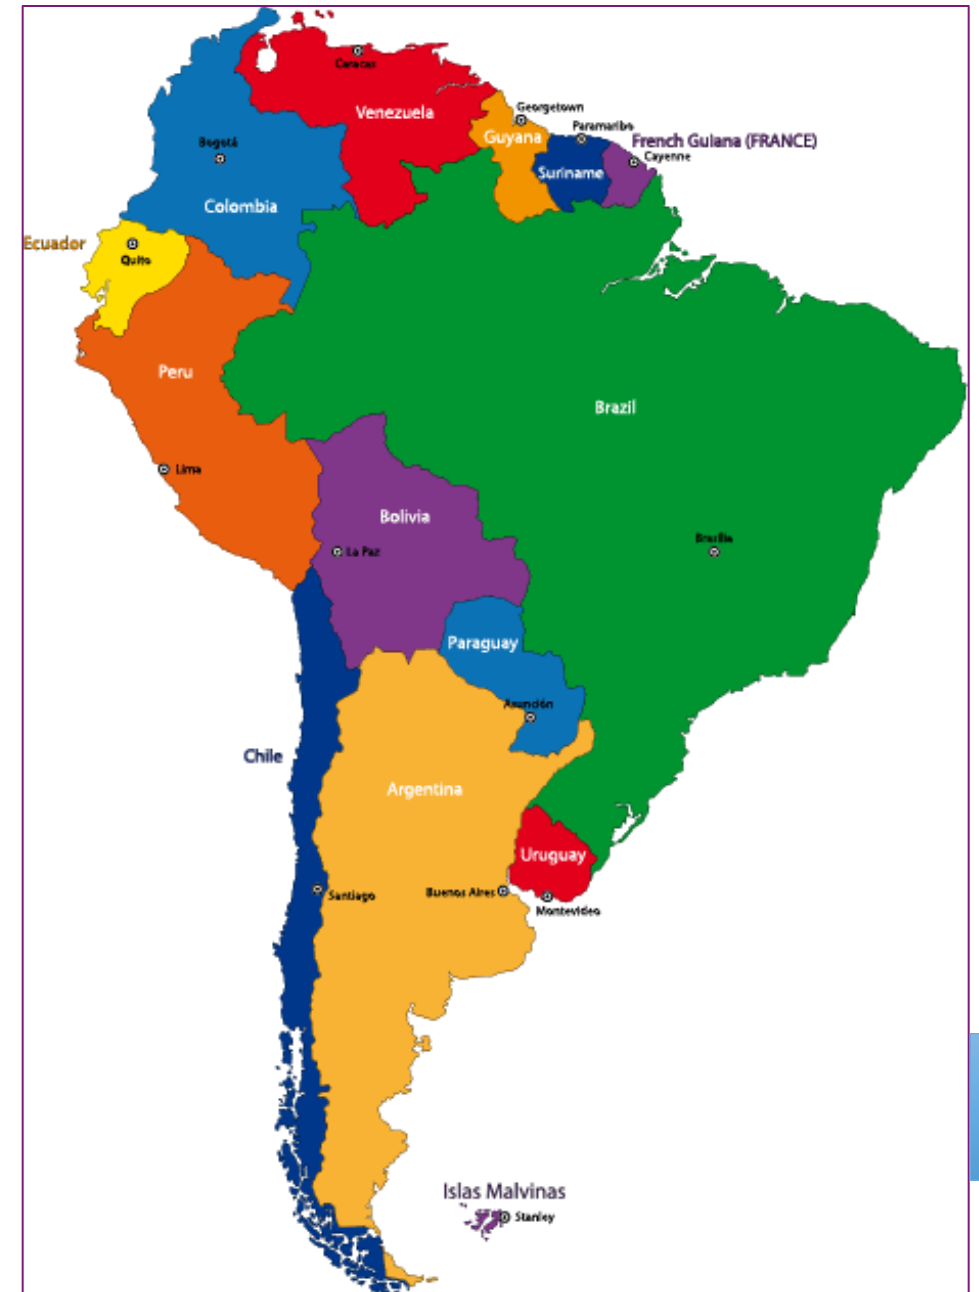 Caracas
Venezuela
Georgetown
Guyana
Paramaribo
French Guiana (FRANCE)
Cayenne
Suriname
Bogotá
Colombia
Ecuador
Quito
Peru
Brazil
Lima
Bolivia
La Paz
Brasilia
Paraguay
Asunción
Chile
Argentina
Uruguay
Santiago
Buenos Aires
Montevideo
Islas Malvinas
Stanley